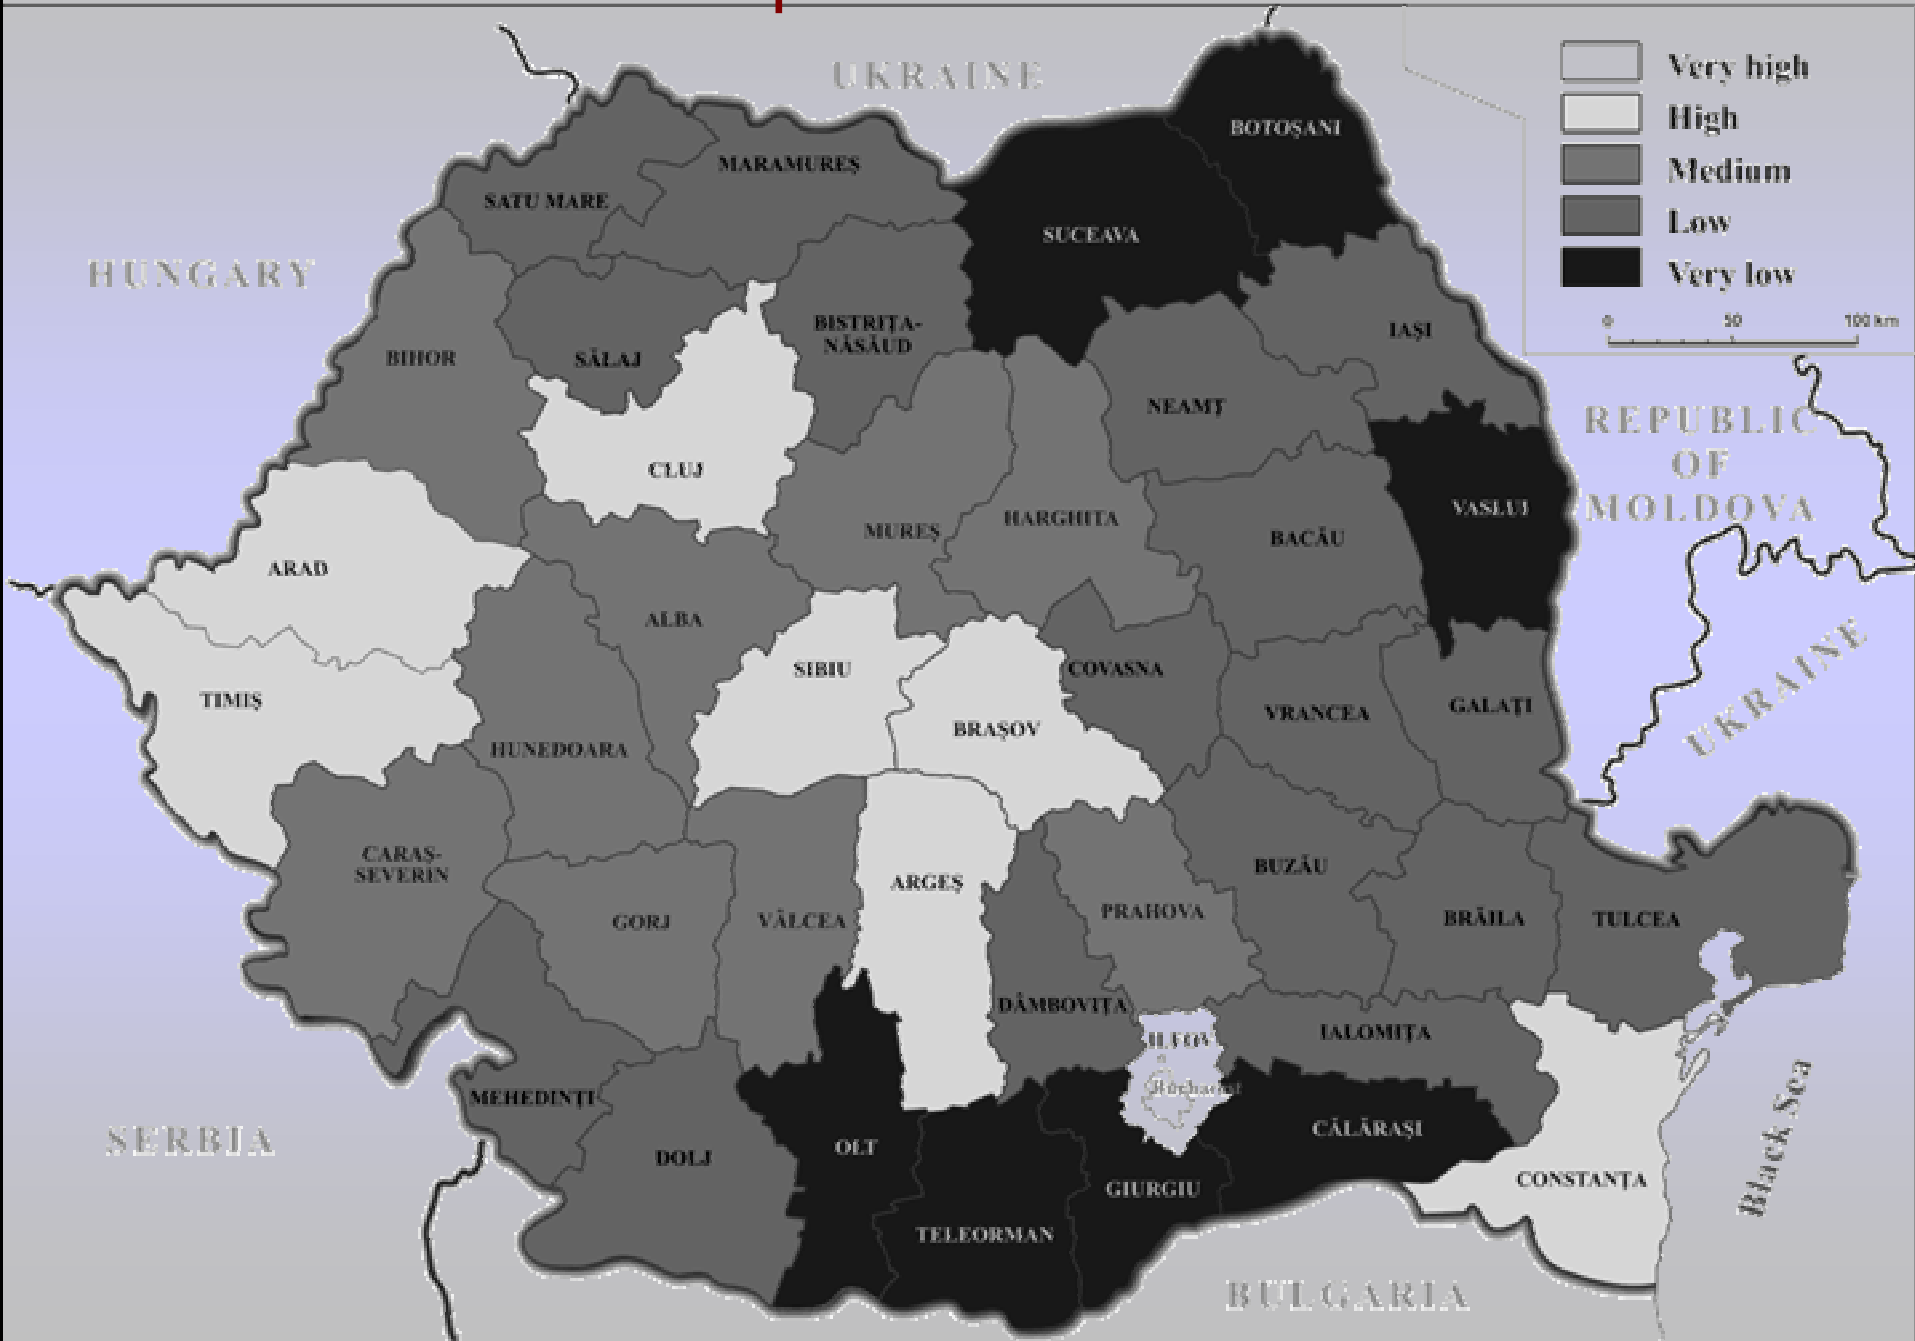 UKRAINE
BOTOȘANI
Very high
High
Medium
Low
Very low
0 50 100 km
MARAMUREȘ
SATU MARE
SUCEAVA
HUNGARY
BISTRIȚA-
NĂSĂUD
IAȘI
BIHOR
SĂLAJ
NEAMȚ
REPUBLIC
OF
MOLDOVA
CLUJ
VASLUI
MUREȘ
HARGHITA
BACĂU
ARAD
ALBA
SIBIU
COVASNA
UKRAINE
TIMIȘ
BRAȘOV
VRANCEA
GALAȚI
HUNEDOARA
CARAȘ-
SEVERIN
ARGEȘ
BUZĂU
GORJ
VÂLCEA
PRAHOVA
BRĂILA
TULCEA
DÂMBOVIȚA
ILFOV
IALOMIȚA
Bucharest
MEHEDINȚI
SERBIA
OLT
CĂLĂRAȘI
Black Sea
DOLJ
GIURGIU
CONSTANȚA
TELEORMAN
BULGARIA